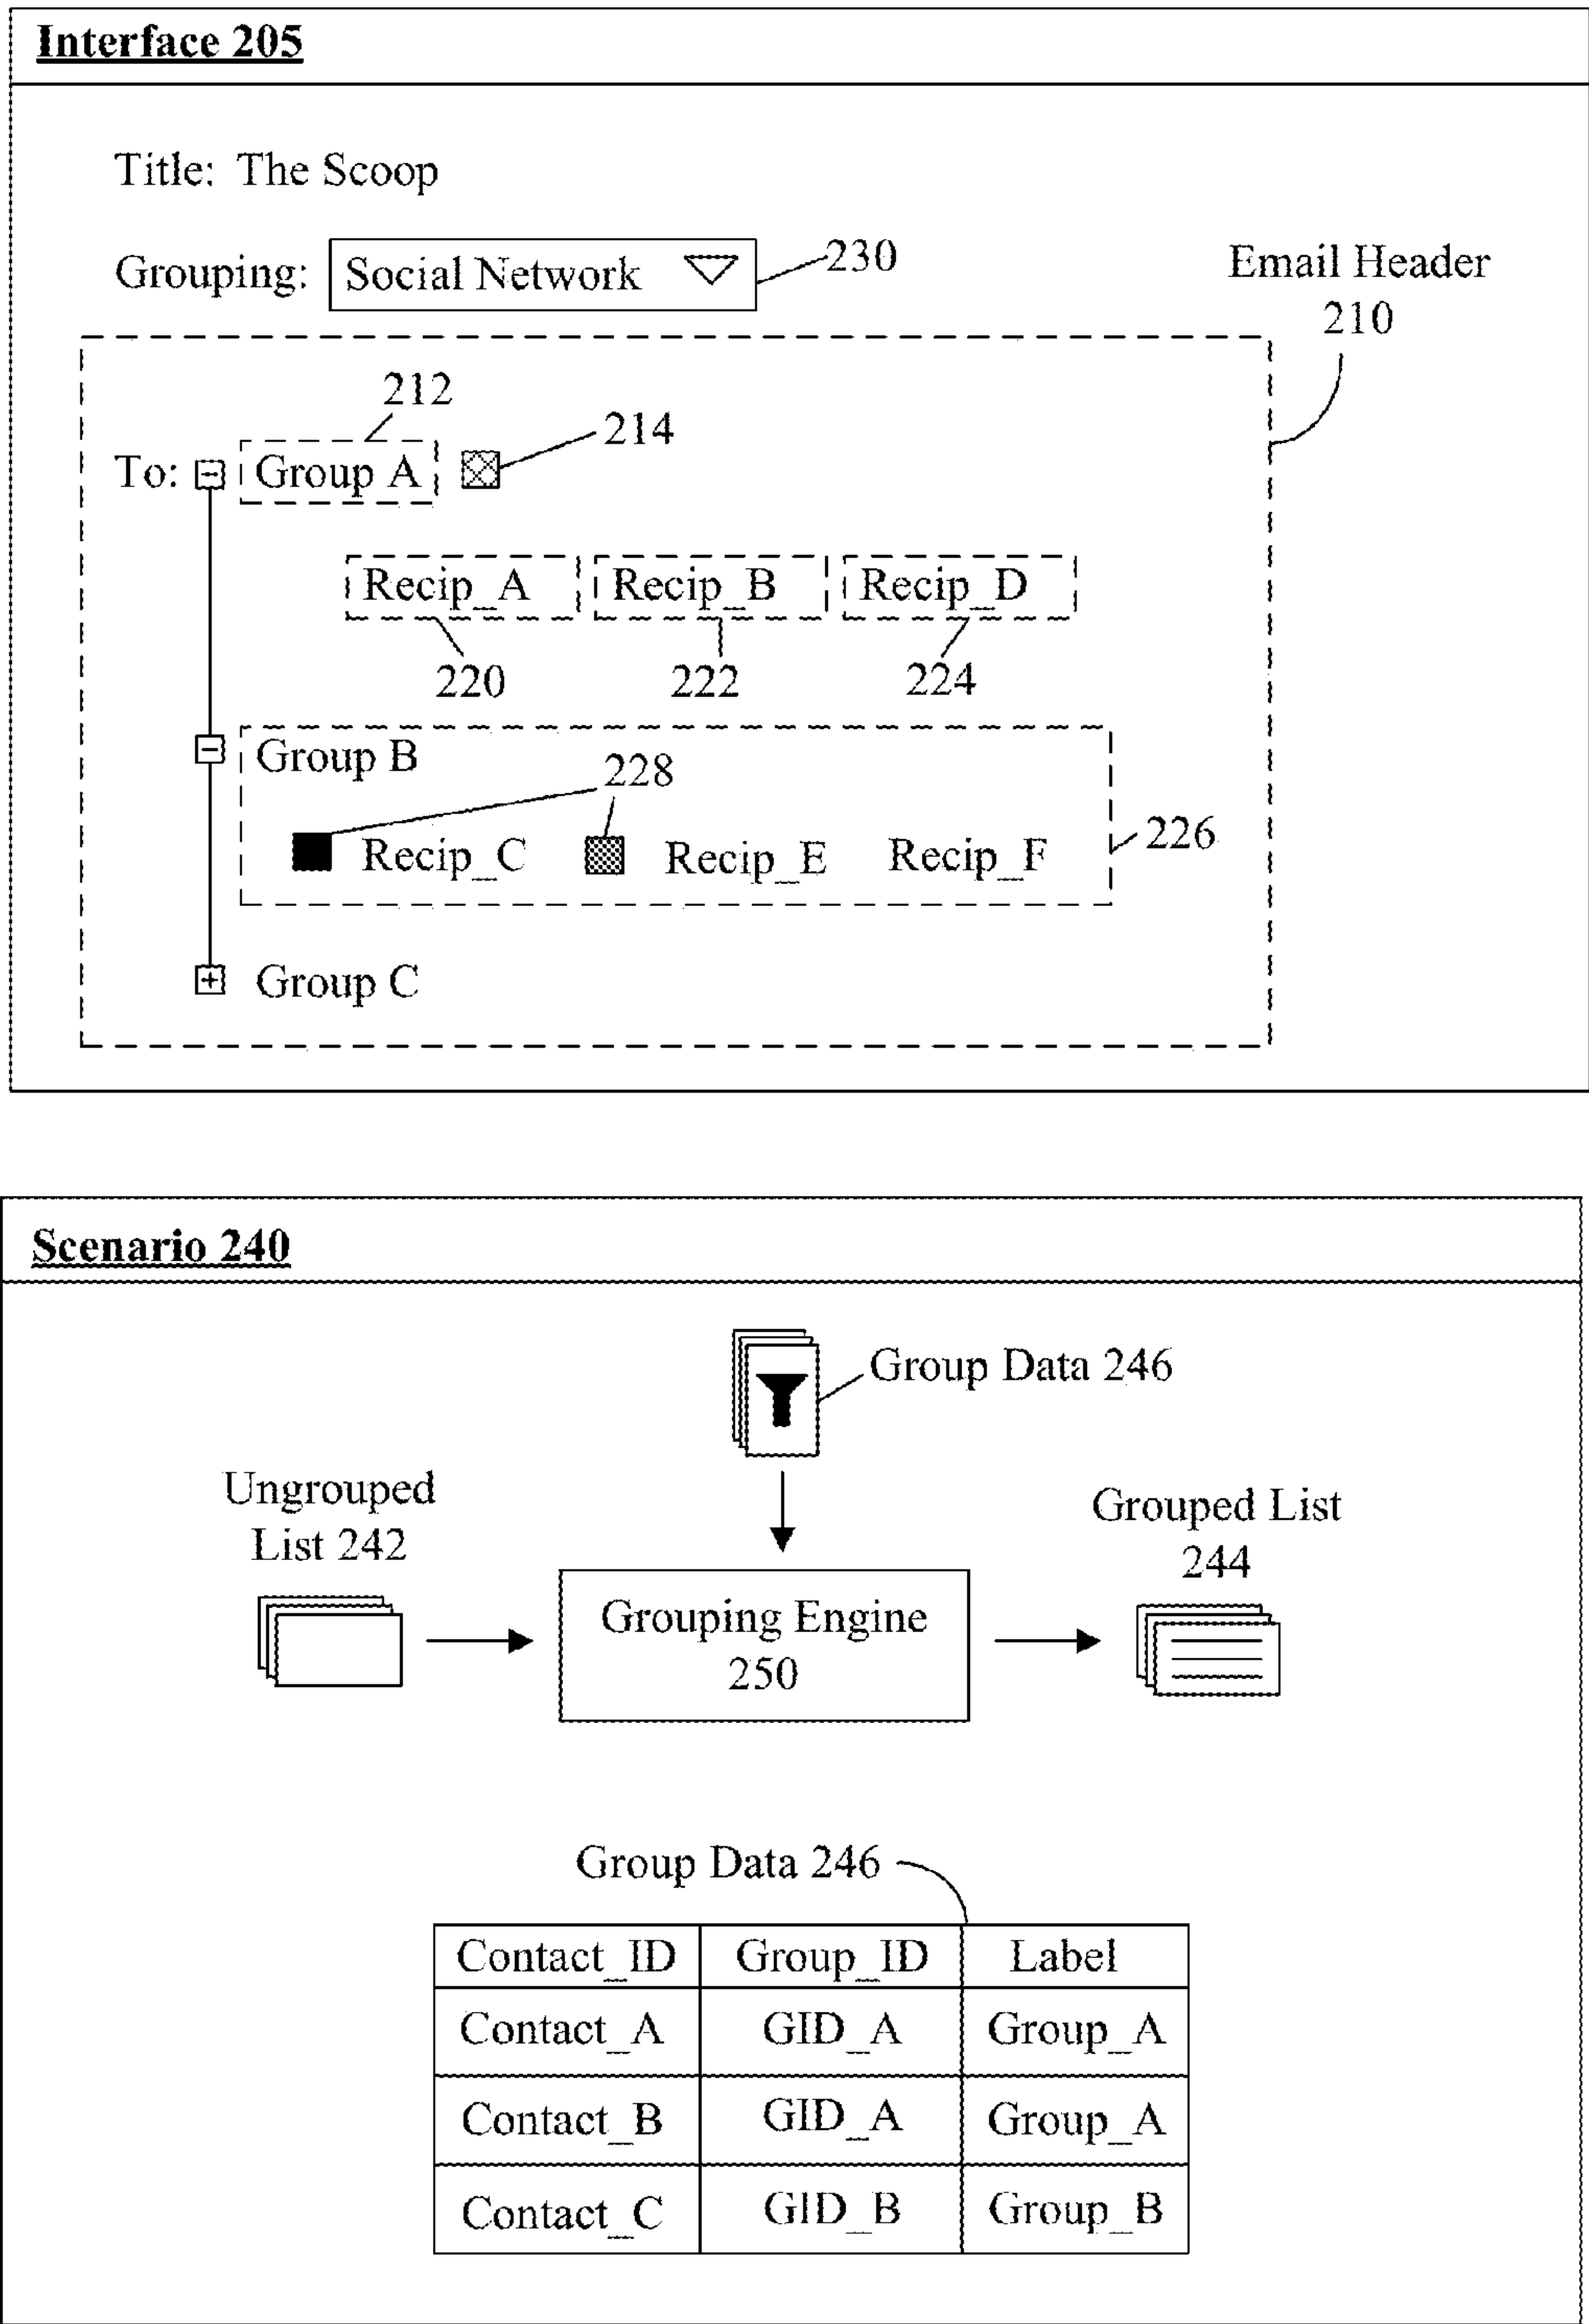 Interface 205
Title: The Scoop
Grouping: Social Network 230
Email Header
210
212
214
To: Group A
Recip_A Recip_B Recip_D
220 222 224
Group B
228
Recip_C Recip_E Recip_F
226
Group C
Scenario 240
Group Data 246
Ungrouped
List 242
Grouped List
244
Grouping Engine
250
Group Data 246
Contact_ID Group_ID Label
Contact_A GID_A Group_A
Contact_B GID_A Group_A
Contact_C GID_B Group_B